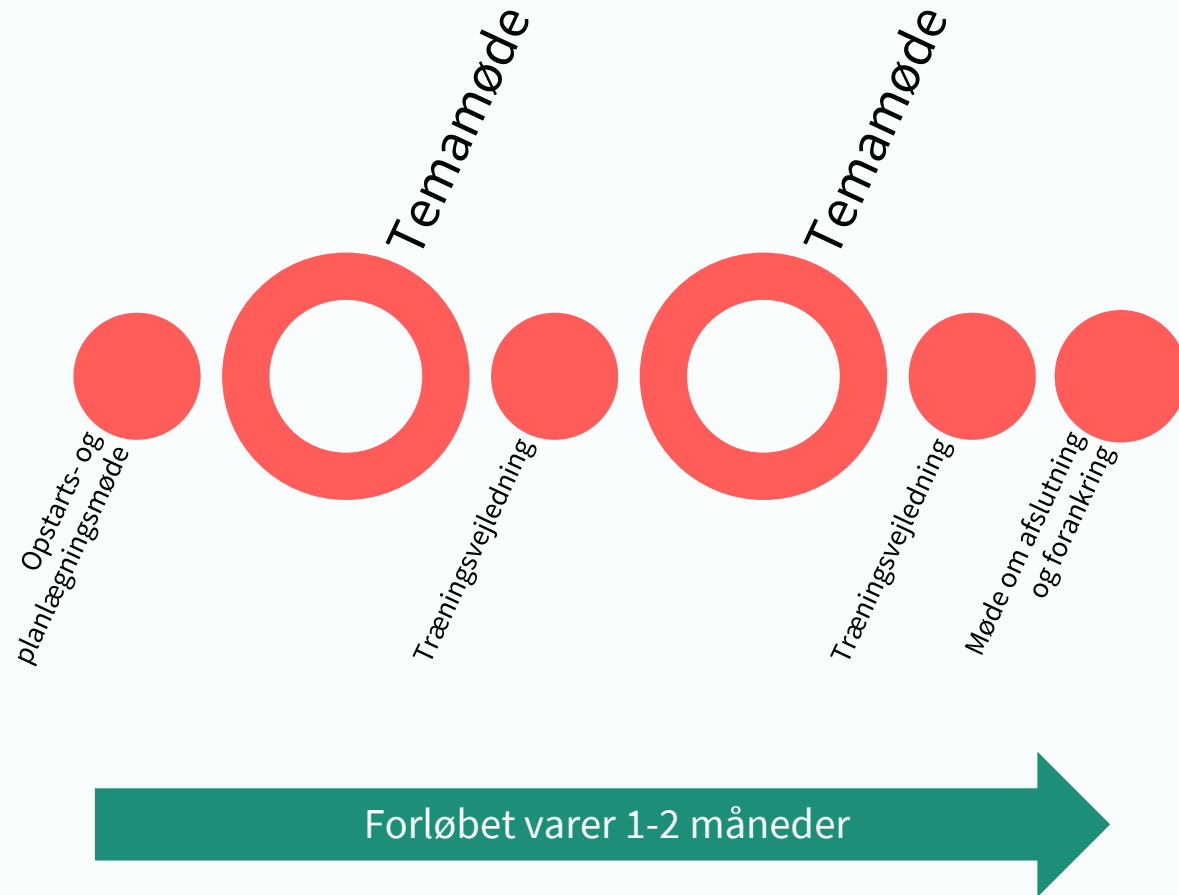 Opstarts- og
planlægningsmøde
Temamøde
Træningsvejledning
Temamøde
Træningsvejledning
Møde om afslutning
og forankring
Forløbet varer 1-2 måneder